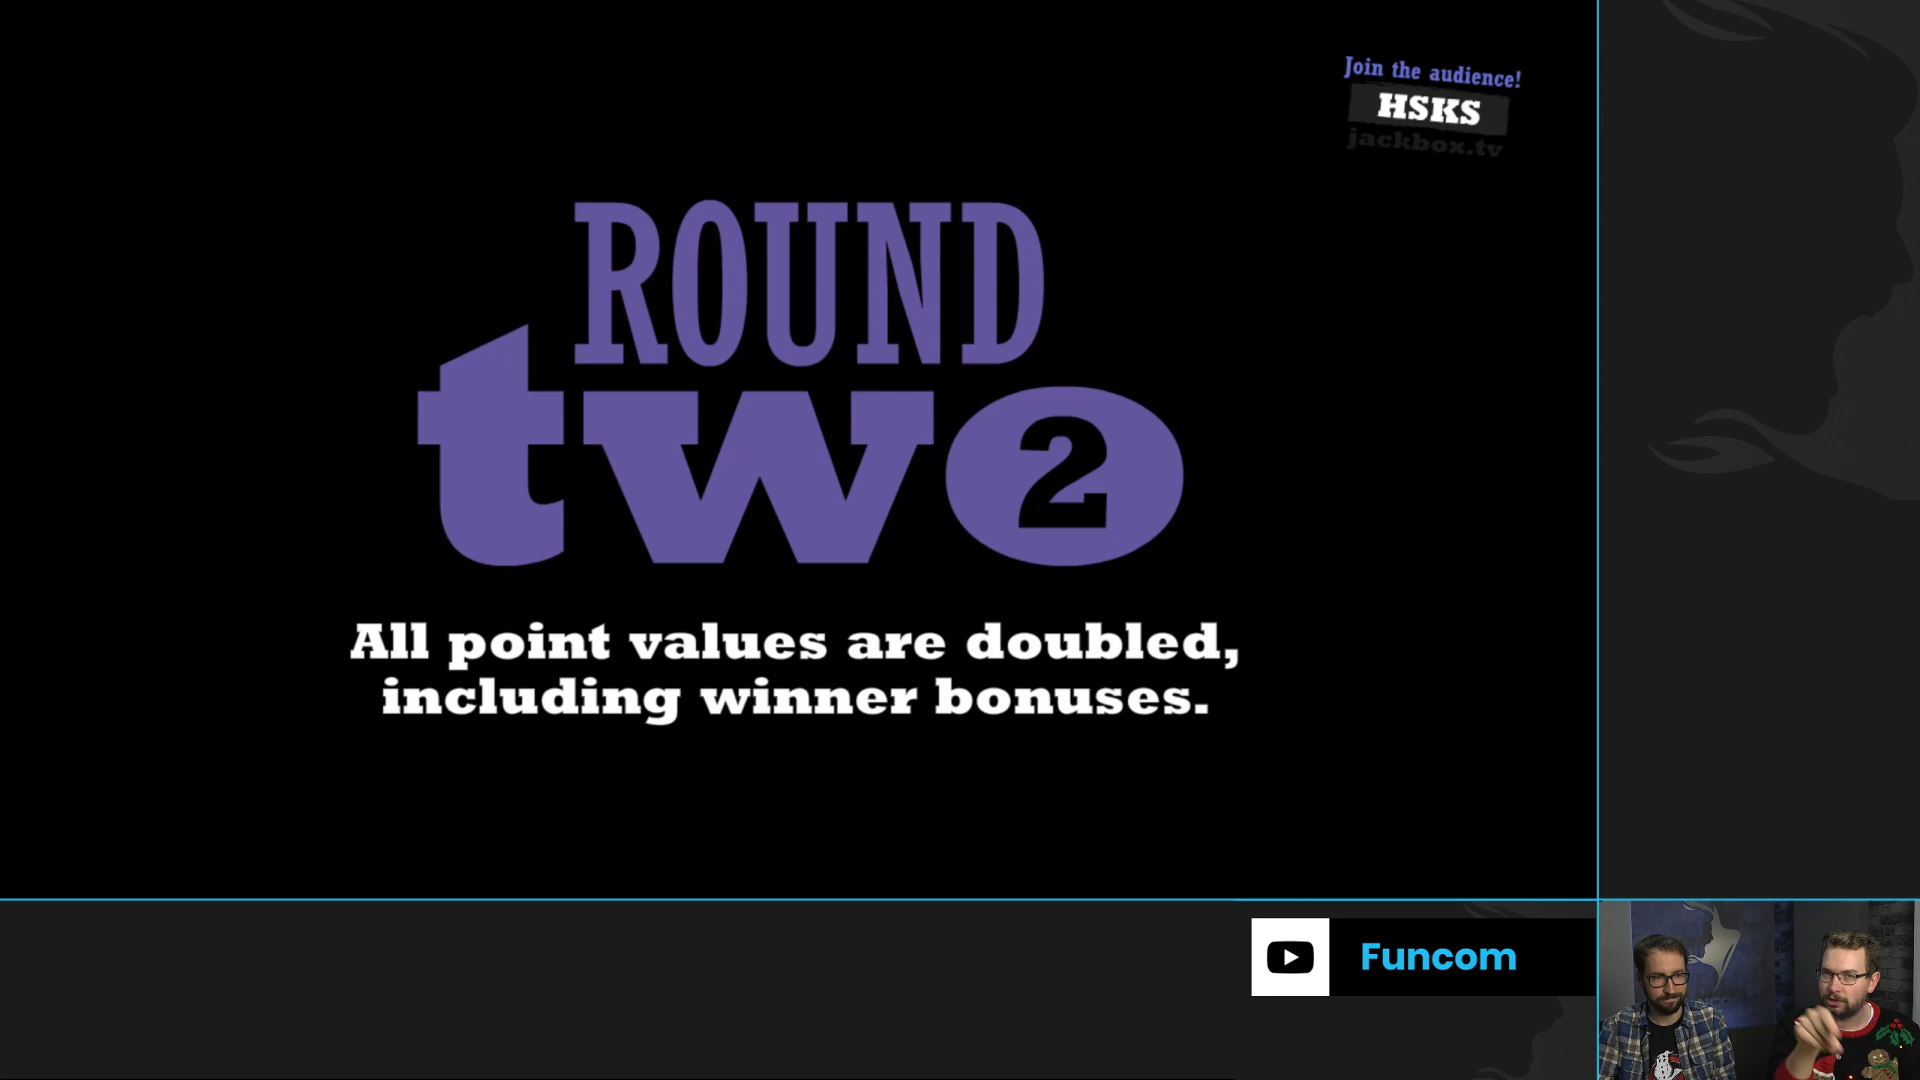 Join the audience!
HSKS
jackbox.tv
ROUND
two
2
All point values are doubled,
including winner bonuses.
Funcom